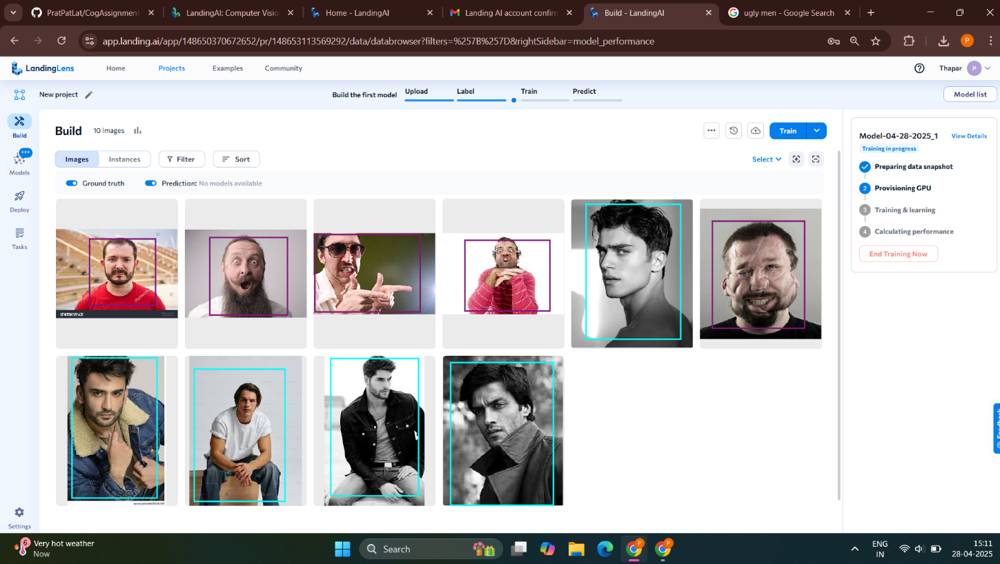 PratPatLat/CogAssignment
LandingAI: Computer Visio
Home - LandingAI
Landing AI account confirm
Build - LandingAI
ugly men - Google Search
app.landing.ai/app/148650370672652/pr/148653113569292/data/databrowser?filters=%257B%257D&rightSidebar=model_performance
P
LandingLens
Home
Projects
Examples
Community
Thapar
P
New project
Build the first model
Upload
Label
Train
Predict
Model list
Build
Models
Deploy
Tasks
Settings
Build
10 images
Train
Images
Instances
Filter
Sort
Select
Ground truth
Prediction: No models available
shutterstock
www.praveenbhat.net
Model-04-28-2025_1
View Details
Training in progress
Preparing data snapshot
2 Provisioning GPU
3 Training & learning
4 Calculating performance
End Training Now
6
Very hot weather
Now
Search
P
P
ENG
IN
15:11
28-04-2025